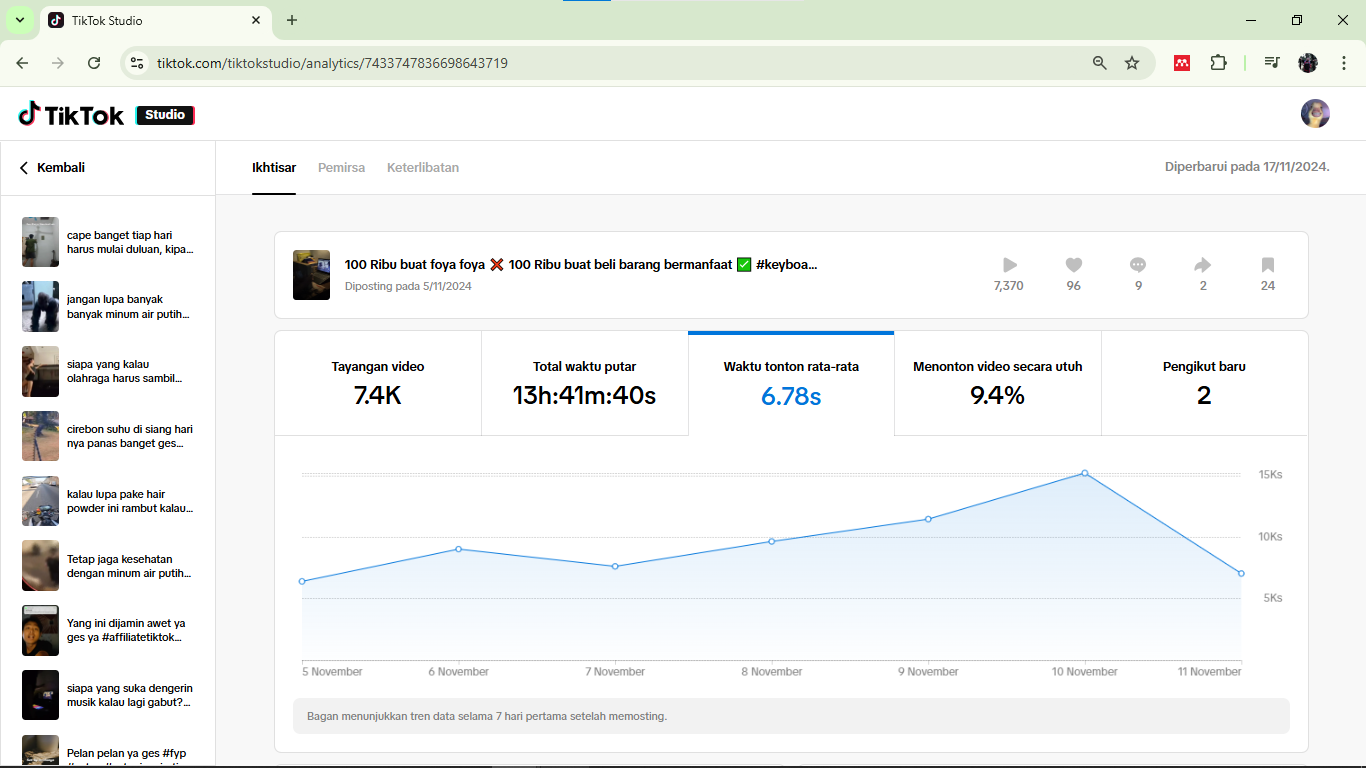 TikTok Studio
tiktok.com/tiktokstudio/analytics/7433747836698643719
TikTok Studio
Kembali
Ikhtisar Pemirsa Keterlibatan
Diperbarui pada 17/11/2024.
cape banget tiap hari
harus mulai duluan, kipa...
jangan lupa banyak
banyak minum air putih...
siapa yang kalau
olahraga harus sambil...
cirebon suhu di siang hari
nya panas banget ges...
kalau lupa pake hair
powder ini rambut kalau...
Tetap jaga kesehatan
dengan minum air putih...
Yang ini dijamin awet ya
ges ya #affiliatetiktok...
siapa yang suka dengerin
musik kalau lagi gabut?...
Pelan pelan ya ges #fyp
100 Ribu buat foya foya ❌ 100 Ribu buat beli barang bermanfaat ✅ #keyboa...
Diposting pada 5/11/2024
7,370 96 9 2 24
Tayangan video
7.4K
Total waktu putar
13h:41m:40s
Waktu tonton rata-rata
6.78s
Menonton video secara utuh
9.4%
Pengikut baru
2
15Ks
10Ks
5Ks
5 November 6 November 7 November 8 November 9 November 10 November 11 November
Bagan menunjukkan tren data selama 7 hari pertama setelah memosting.